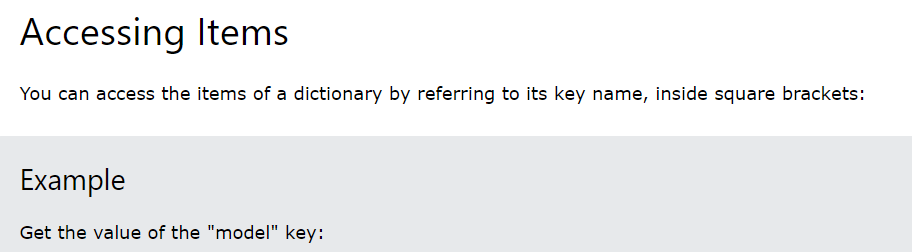 Accessing Items
You can access the items of a dictionary by referring to its key name, inside square brackets:
Example
Get the value of the "model" key: